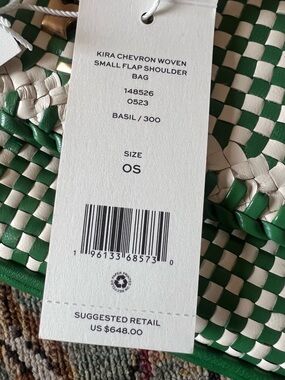 KIRA CHEVRON WOVEN
SMALL FLAP SHOULDER
BAG
148526
0523
BASIL / 300
SIZE
OS
1 96133 68573 0
SUGGESTED RETAIL
US $648.00